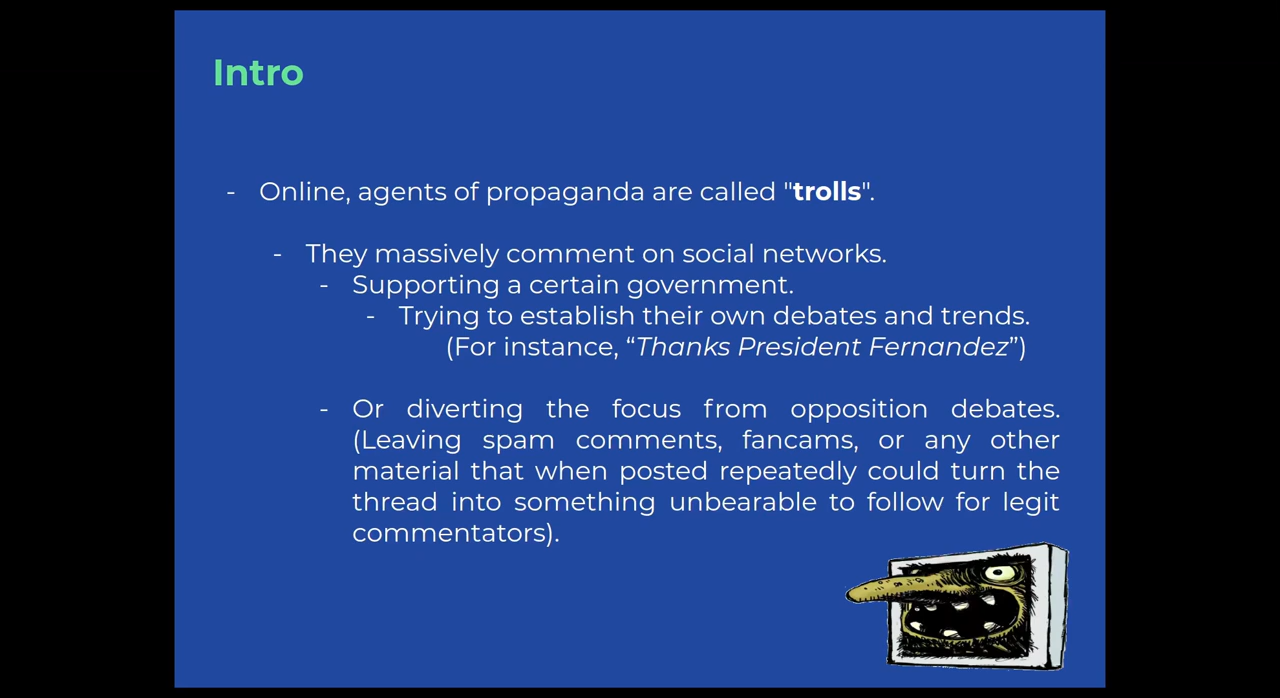 Intro
- Online, agents of propaganda are called "trolls".
- They massively comment on social networks.
- Supporting a certain government.
- Trying to establish their own debates and trends.
(For instance, “Thanks President Fernandez”)
- Or diverting the focus from opposition debates.
(Leaving spam comments, fancams, or any other
material that when posted repeatedly could turn the
thread into something unbearable to follow for legit
commentators).